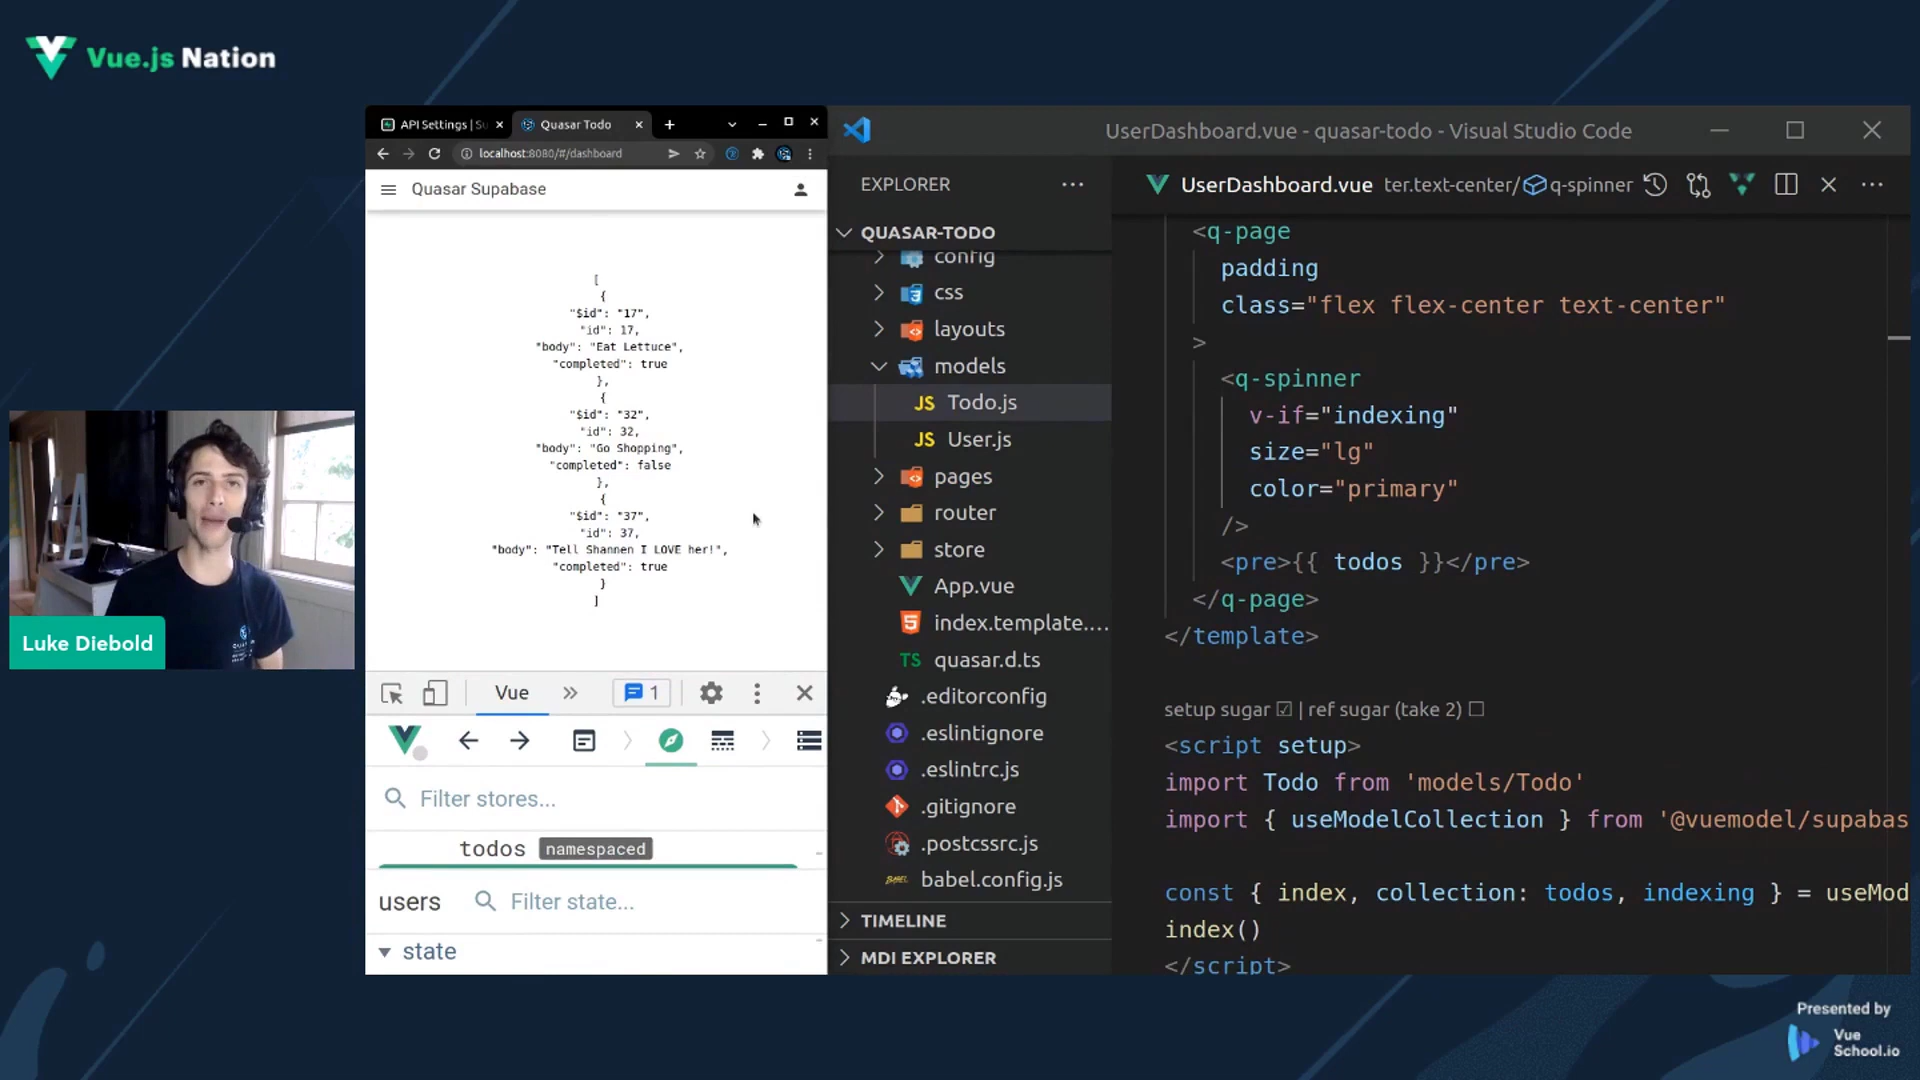 Vue.js Nation
API Settings | Su
Quasar Todo
localhost:8080/#/dashboard
Quasar Supabase
[
{
"$id": "17",
"id": 17,
"body": "Eat Lettuce",
"completed": true
},
{
"$id": "32",
"id": 32,
"body": "Go Shopping",
"completed": false
},
{
"$id": "37",
"id": 37,
"body": "Tell Shannen I LOVE her!",
"completed": true
}
]
Luke Diebold
Vue
1
Filter stores...
todos namespaced
users Filter state...
state
UserDashboard.vue - quasar-todo - Visual Studio Code
EXPLORER
QUASAR-TODO
config
css
layouts
models
JS Todo.js
JS User.js
pages
router
store
App.vue
index.template....
TS quasar.d.ts
.editorconfig
.eslintignore
.eslintrc.js
.gitignore
.postcssrc.js
babel.config.js
TIMELINE
MDI EXPLORER
UserDashboard.vue ter.text-center/ q-spinner
<q-page
padding
class="flex flex-center text-center"
>
<q-spinner
v-if="indexing"
size="lg"
color="primary"
/>
<pre>{{ todos }}</pre>
</q-page>
</template>
setup sugar ☑ | ref sugar (take 2) ☐
<script setup>
import Todo from 'models/Todo'
import { useModelCollection } from '@vuemodel/supabas
const { index, collection: todos, indexing } = useMod
index()
</script>
Presented by
Vue
School.io